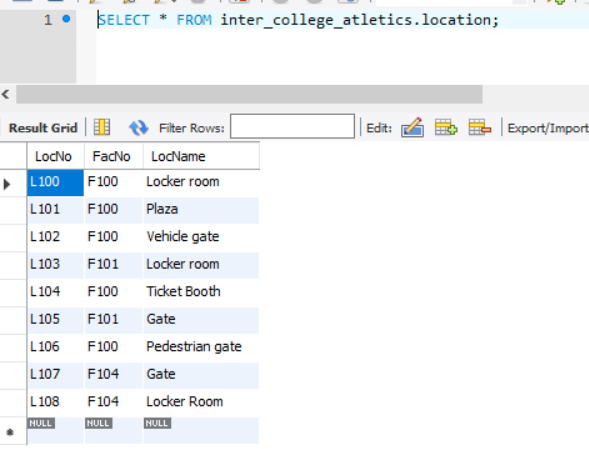 1 SELECT * FROM inter_college_atletics.location;
Result Grid Filter Rows: Edit: Export/Import
LocNo FacNo LocName
L100 F100 Locker room
L101 F100 Plaza
L102 F100 Vehicle gate
L103 F101 Locker room
L104 F100 Ticket Booth
L105 F101 Gate
L106 F100 Pedestrian gate
L107 F104 Gate
L108 F104 Locker Room
NULL NULL NULL